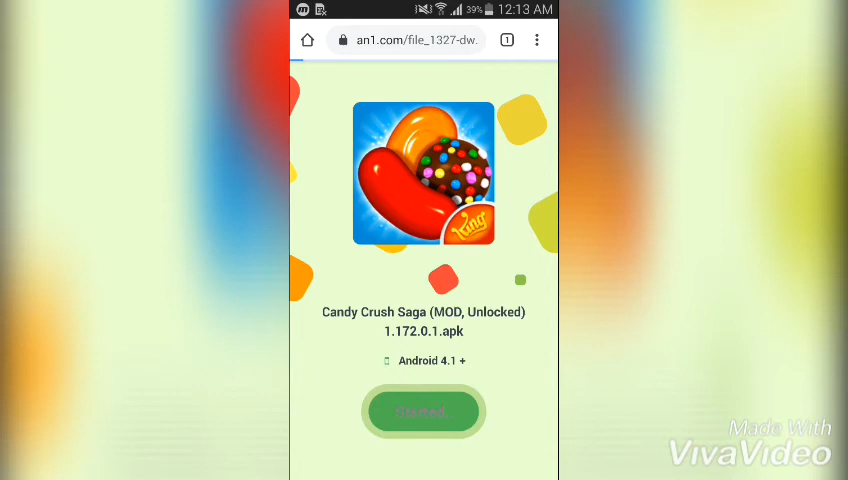 39% 12:13 AM
an1.com/file_1327-dw.
1
King
Candy Crush Saga (MOD, Unlocked)
1.172.0.1.apk
Android 4.1 +
Started...
Made With
VivaVideo